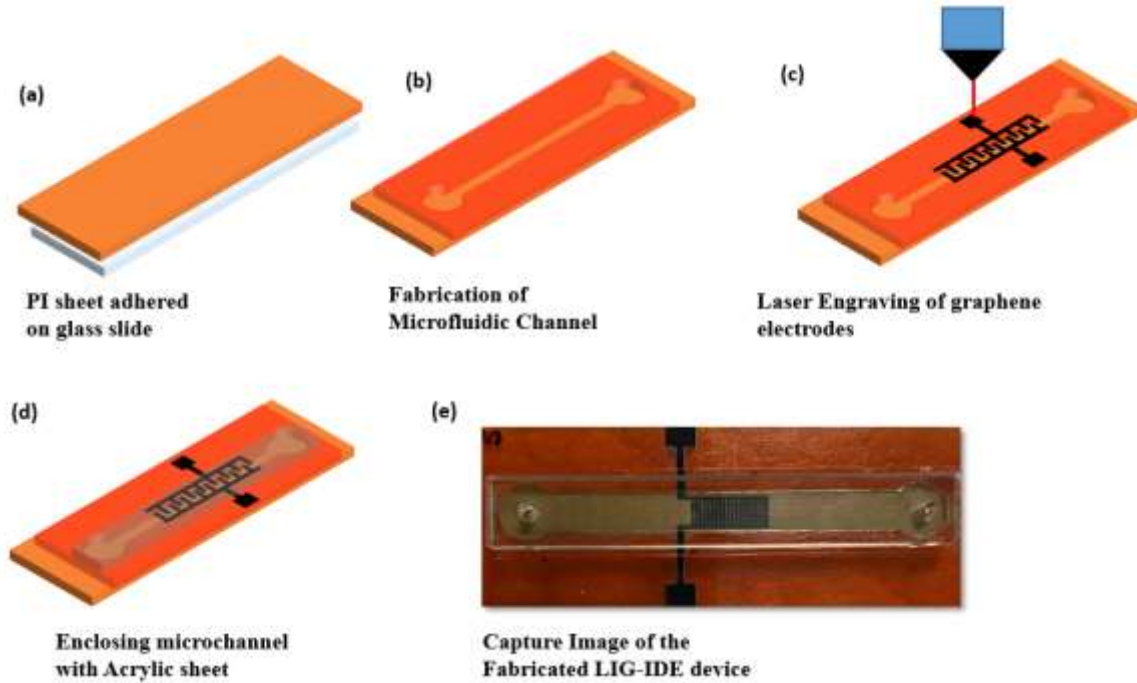 (a)
PI sheet adhered
on glass slide
(b)
Fabrication of
Microfluidic Channel
(c)
Laser Engraving of graphene
electrodes
(d)
Enclosing microchannel
with Acrylic sheet
(e)
5
Capture Image of the
Fabricated LIG-IDE device